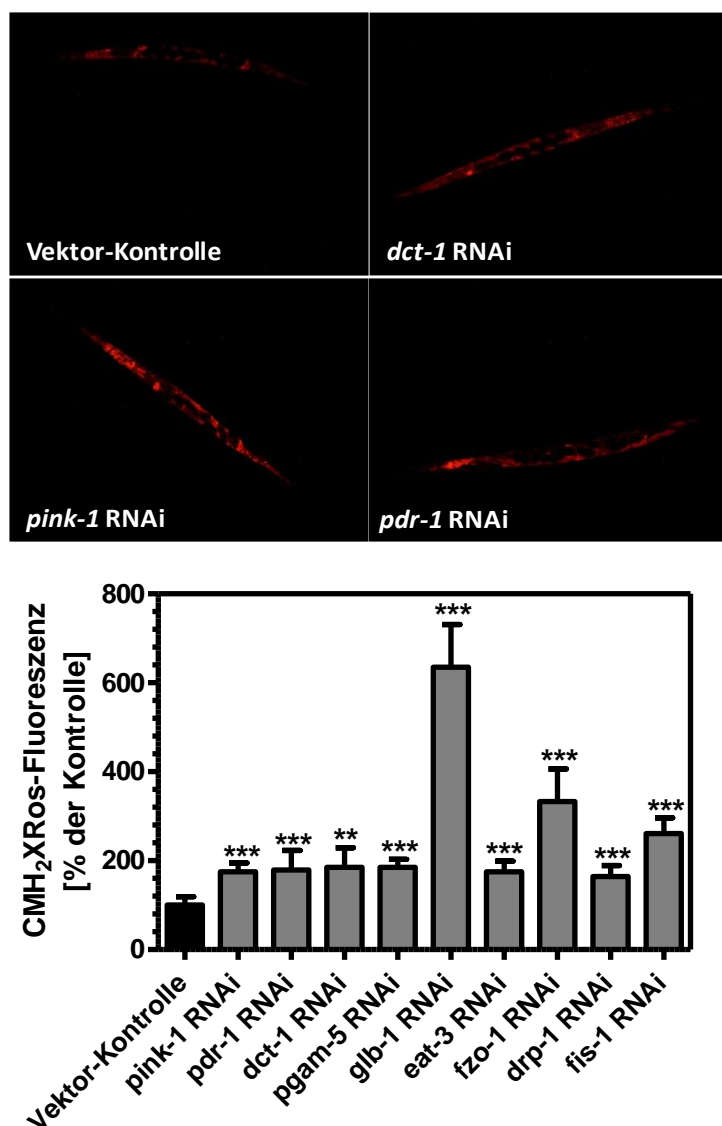 Vektor-Kontrolle
dct-1 RNAi
pink-1 RNAi
pdr-1 RNAi
CMH₂XRos-Fluoreszenz
[% der Kontrolle]
800
600
400
200
0
***
***
**
***
***
***
***
***
***
Vektor-Kontrolle
pink-1 RNAi
pdr-1 RNAi
dct-1 RNAi
pgam-5 RNAi
glb-1 RNAi
eat-3 RNAi
fzo-1 RNAi
drp-1 RNAi
fis-1 RNAi